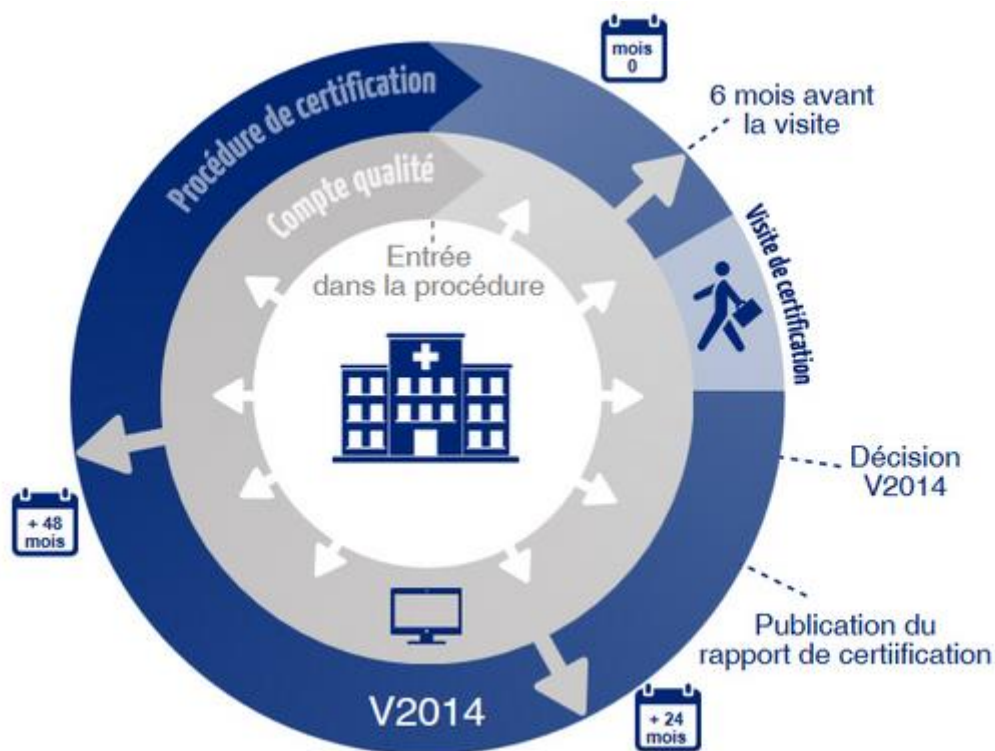 mois
0
Procédure de certification
6 mois avant
la visite
Compte qualité
Visite de certification
Entrée
dans la procédure
Décision
V2014
+ 48
mois
Publication du
rapport de certiification
V2014
+ 24
mois